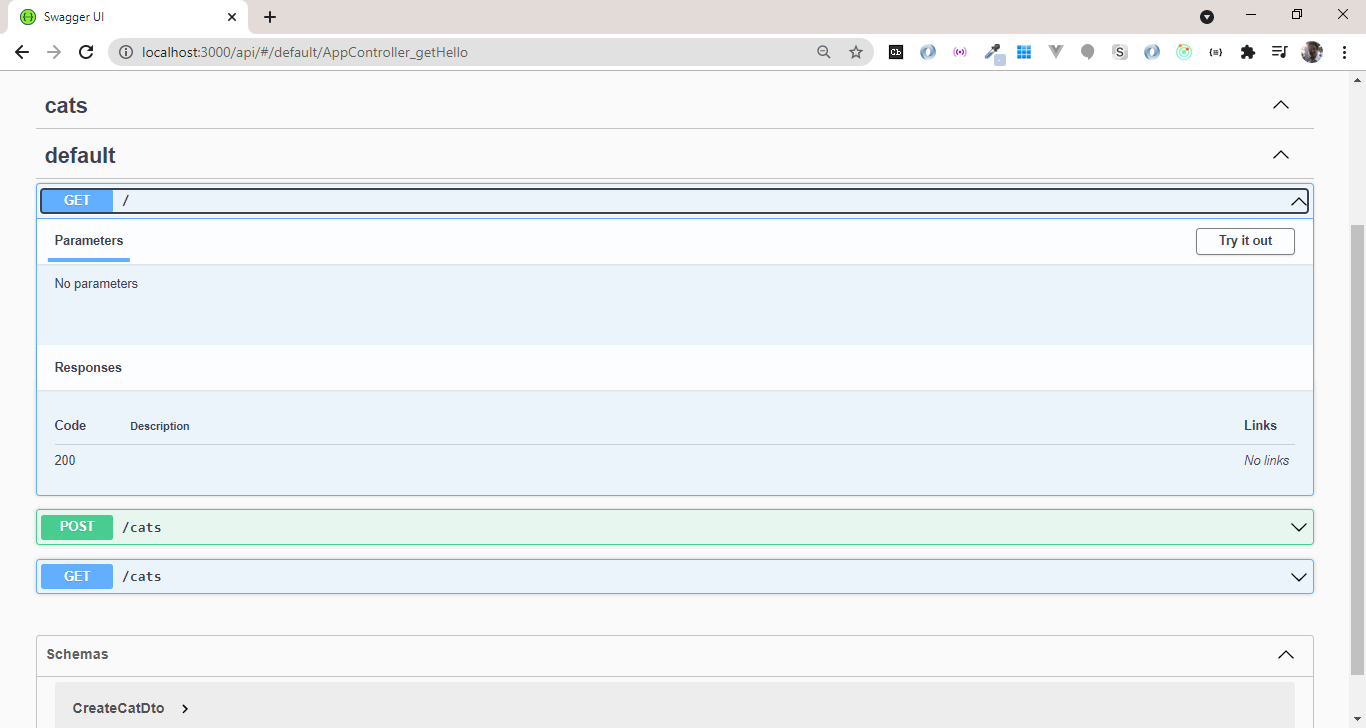 Swagger UI
localhost:3000/api/#/default/AppController_getHello
Cb
S
cats
default
GET /
Parameters
Try it out
No parameters
Responses
Code Description Links
200 No links
POST /cats
GET /cats
Schemas
CreateCatDto